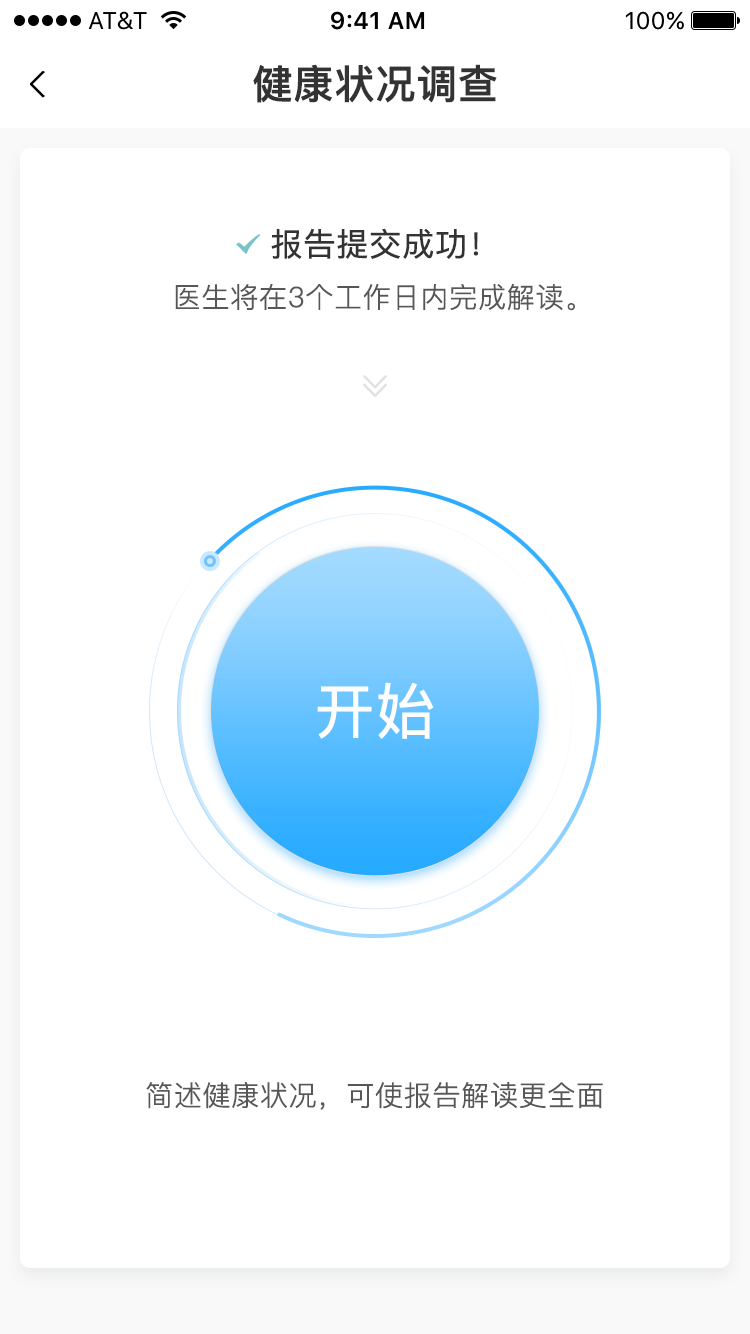 AT&T 9:41 AM 100%
健康状况调查
报告提交成功！
医生将在3个工作日内完成解读。
开始
简述健康状况，可使报告解读更全面